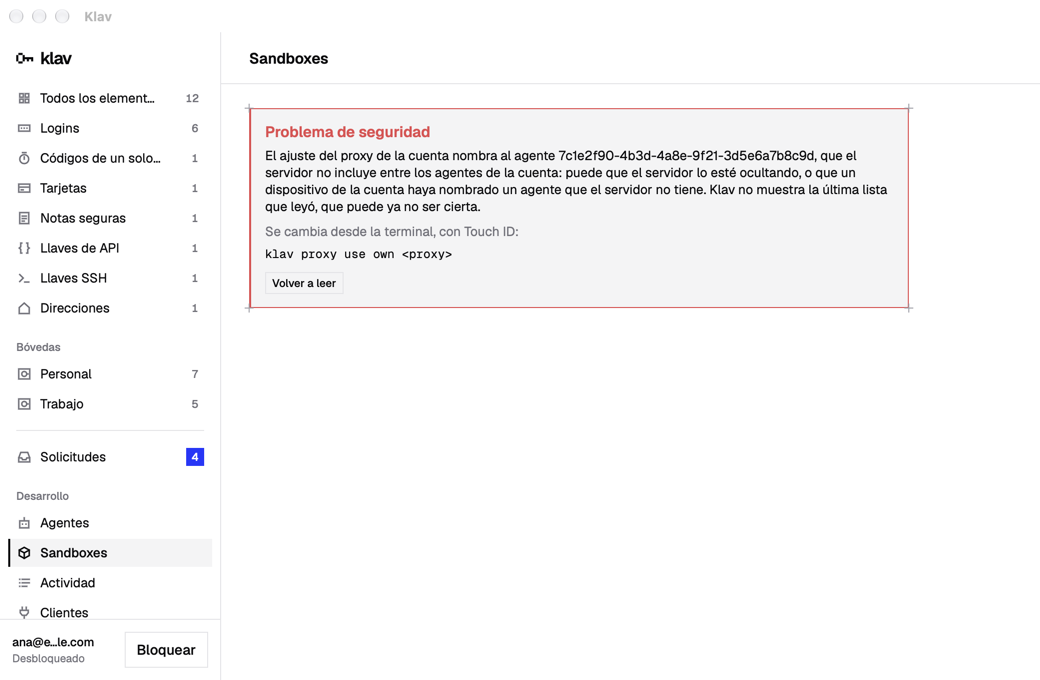 Klav
klav
Todos los element... 12
Logins 6
Códigos de un solo... 1
Tarjetas 1
Notas seguras 1
Llaves de API 1
Llaves SSH 1
Direcciones 1
Bóvedas
Personal 7
Trabajo 5
Solicitudes 4
Desarrollo
Agentes
Sandboxes
Actividad
Clientes
ana@e...le.com
Desbloqueado
Bloquear
Sandboxes
Problema de seguridad
El ajuste del proxy de la cuenta nombra al agente 7c1e2f90-4b3d-4a8e-9f21-3d5e6a7b8c9d, que el
servidor no incluye entre los agentes de la cuenta: puede que el servidor lo esté ocultando, o que un
dispositivo de la cuenta haya nombrado un agente que el servidor no tiene. Klav no muestra la última lista
que leyó, que puede ya no ser cierta.
Se cambia desde la terminal, con Touch ID:
klav proxy use own <proxy>
Volver a leer